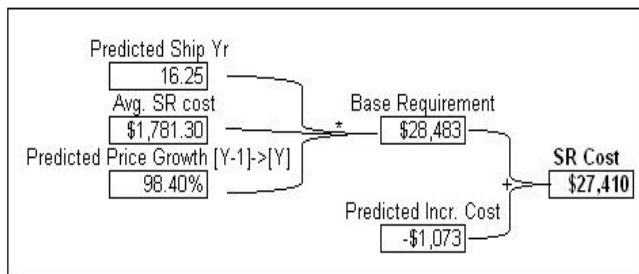 Predicted Ship Yr
16.25
Avg. SR cost
$1,781.30
*
Base Requirement
$28,483
Predicted Price Growth [Y-1]->[Y]
98.40%
SR Cost
$27,410
+
Predicted Incr. Cost
-$1,073